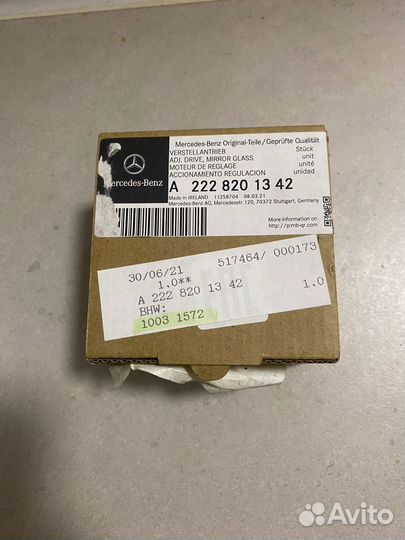 Mercedes-Benz Original-Teile/Geprüfte Qualität
VERSTELLANTRIEB
ADJ. DRIVE, MIRROR GLASS
MOTEUR DE REGLAGE
ACCIONAMIENTO REGULACION
Stück
unit
unité
unidad
Mercedes-Benz
A 222 820 13 42
Made in IRELAND 11258704 08.03.21
Mercedes-Benz AG, Mercedesstr.120, 70372 Stuttgart, Germany
More information on
http://pimb-qr.com
30/06/21 517464/ 000173
1.0**
A 222 820 13 42 1.0
BHW:
1003 1572
Avito